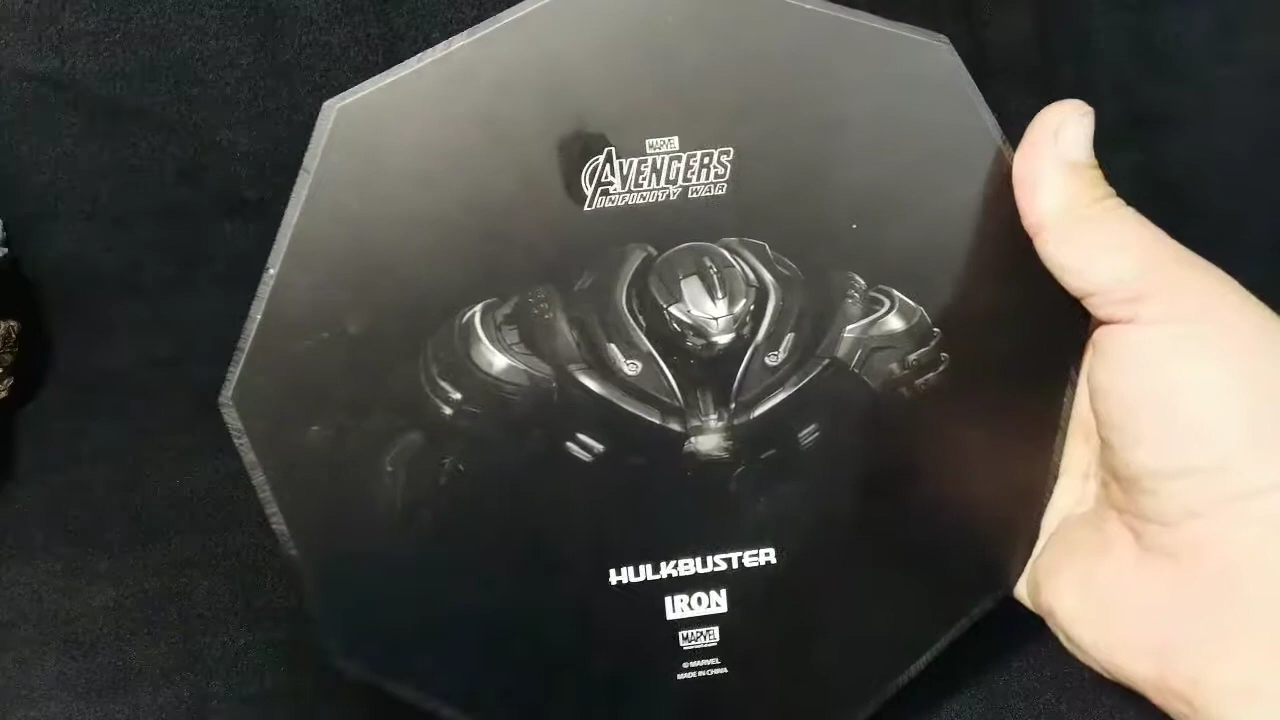 MARVEL
AVENGERS
INFINITY WAR
HULKBUSTER
IRON
MARVEL
© MARVEL
MADE IN CHINA